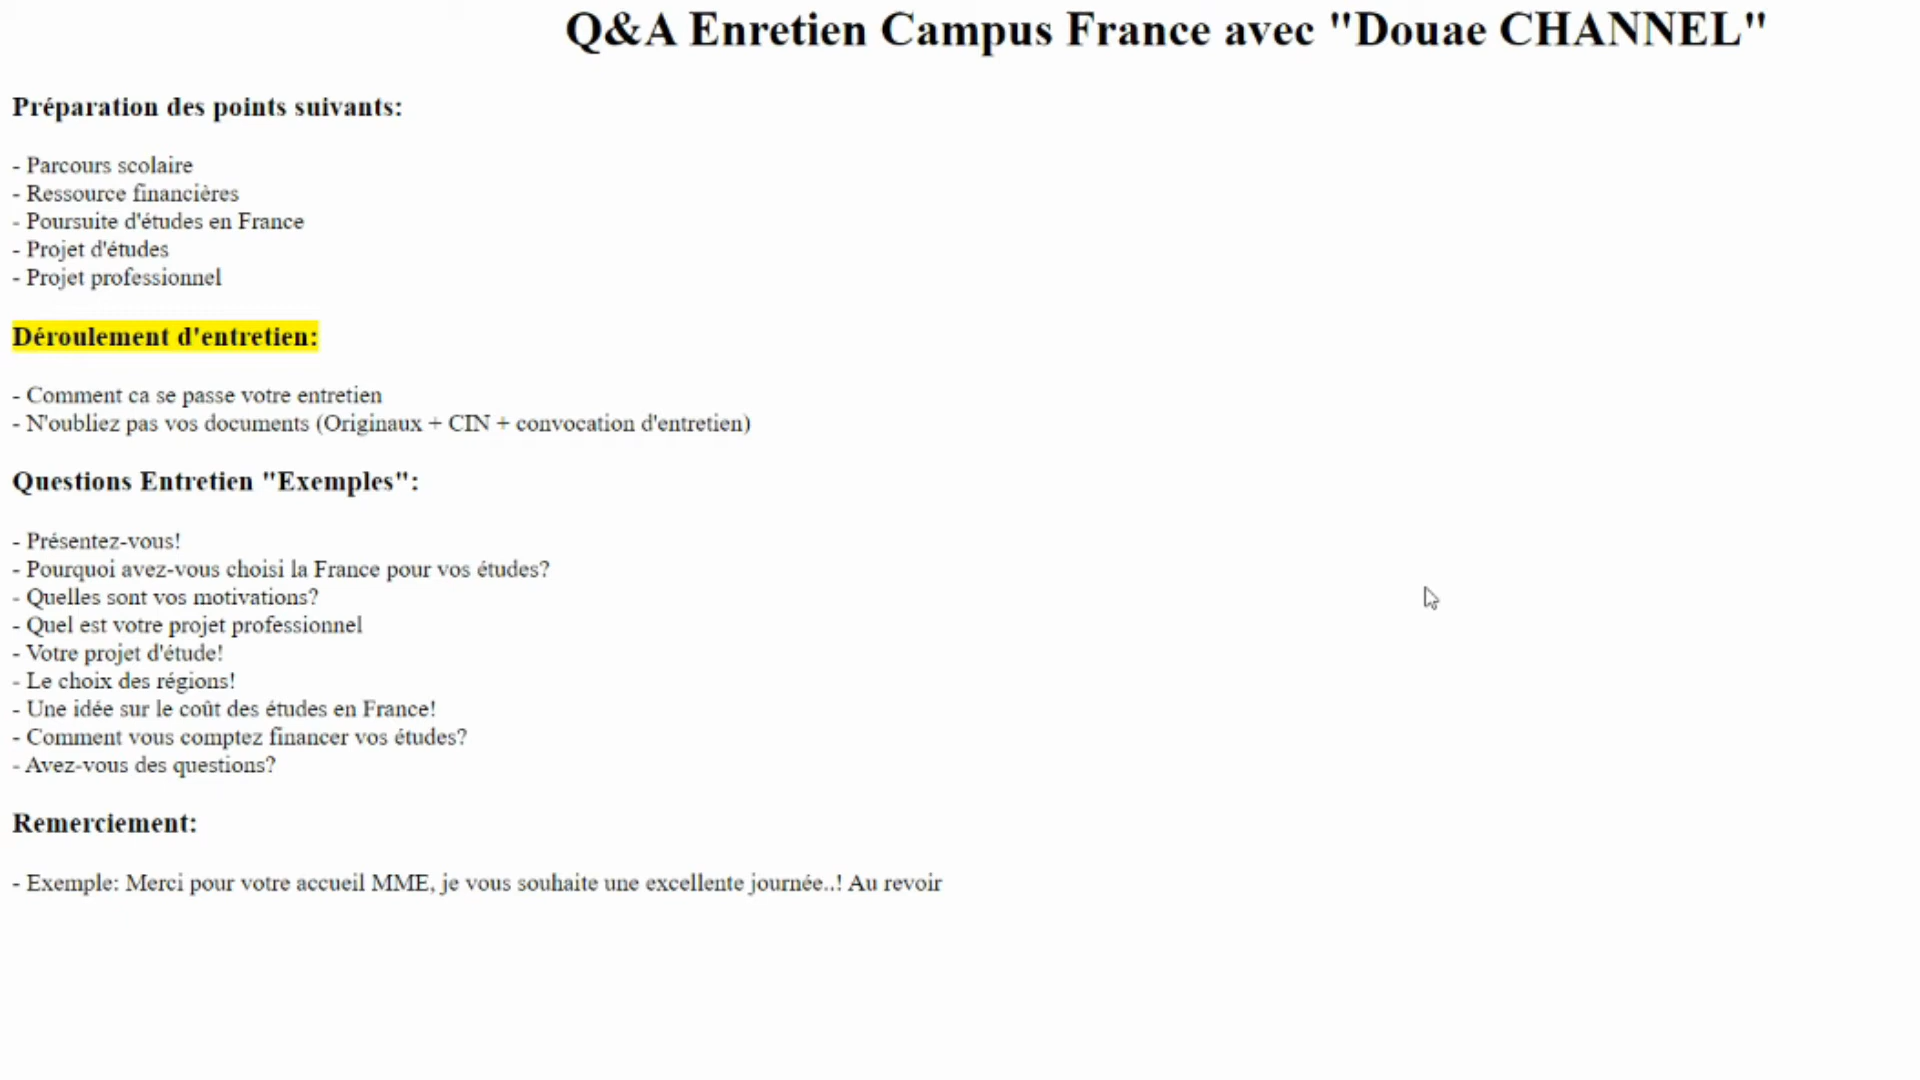 Q&A Enretien Campus France avec "Douae CHANNEL"
Préparation des points suivants:
- Parcours scolaire
- Ressource financières
- Poursuite d'études en France
- Projet d'études
- Projet professionnel
Déroulement d'entretien:
- Comment ca se passe votre entretien
- N'oubliez pas vos documents (Originaux + CIN + convocation d'entretien)
Questions Entretien "Exemples":
- Présentez-vous!
- Pourquoi avez-vous choisi la France pour vos études?
- Quelles sont vos motivations?
- Quel est votre projet professionnel
- Votre projet d'étude!
- Le choix des régions!
- Une idée sur le coût des études en France!
- Comment vous comptez financer vos études?
- Avez-vous des questions?
Remerciement:
- Exemple: Merci pour votre accueil MME, je vous souhaite une excellente journée..! Au revoir